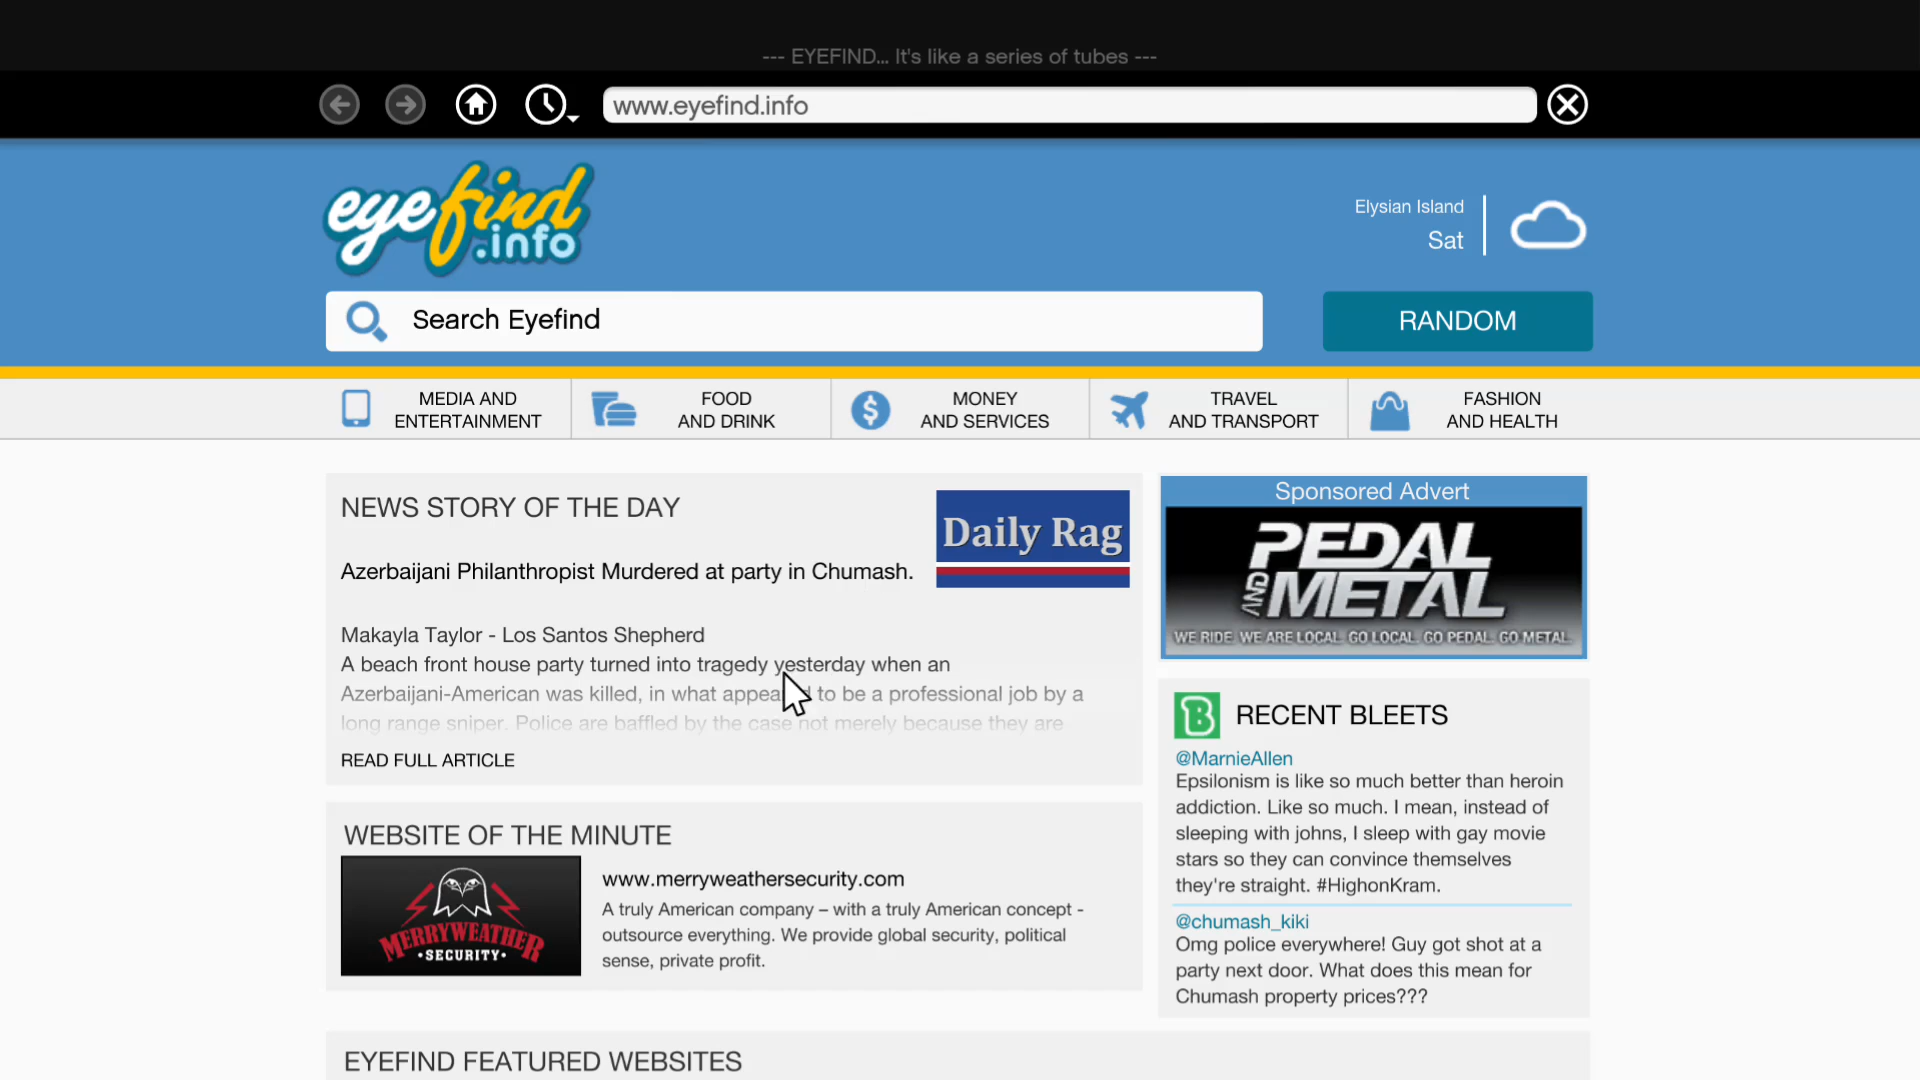 --- EYEFIND... It's like a series of tubes ---
www.eyefind.info
eyefind
.info
Elysian Island
Sat
Search Eyefind
RANDOM
MEDIA AND
ENTERTAINMENT
FOOD
AND DRINK
MONEY
AND SERVICES
TRAVEL
AND TRANSPORT
FASHION
AND HEALTH
NEWS STORY OF THE DAY
Daily Rag
Azerbaijani Philanthropist Murdered at party in Chumash.
Makayla Taylor - Los Santos Shepherd
A beach front house party turned into tragedy yesterday when an
Azerbaijani-American was killed, in what appeared to be a professional job by a
long range sniper. Police are baffled by the case not merely because they are
READ FULL ARTICLE
WEBSITE OF THE MINUTE
MERRYWEATHER
•SECURITY•
www.merryweathersecurity.com
A truly American company – with a truly American concept -
outsource everything. We provide global security, political
sense, private profit.
Sponsored Advert
PEDAL
AND METAL
WE RIDE. WE ARE LOCAL. GO LOCAL. GO PEDAL. GO METAL.
B RECENT BLEETS
@MarnieAllen
Epsilonism is like so much better than heroin
addiction. Like so much. I mean, instead of
sleeping with johns, I sleep with gay movie
stars so they can convince themselves
they're straight. #HighonKram.
@chumash_kiki
Omg police everywhere! Guy got shot at a
party next door. What does this mean for
Chumash property prices???
EYEFIND FEATURED WEBSITES